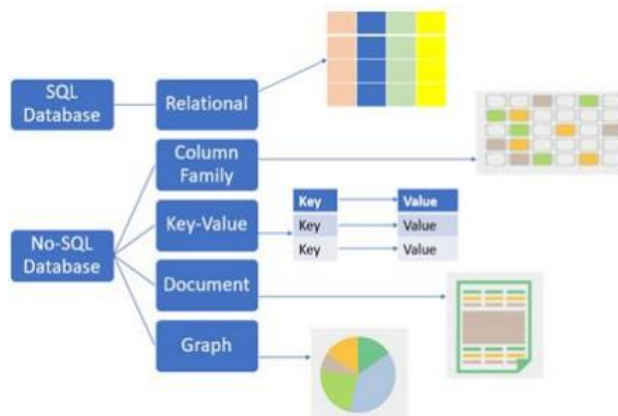 SQL
Database
Relational
Column
Family
Key-Value
No-SQL
Database
Document
Graph
Key Value
Key Value
Key Value